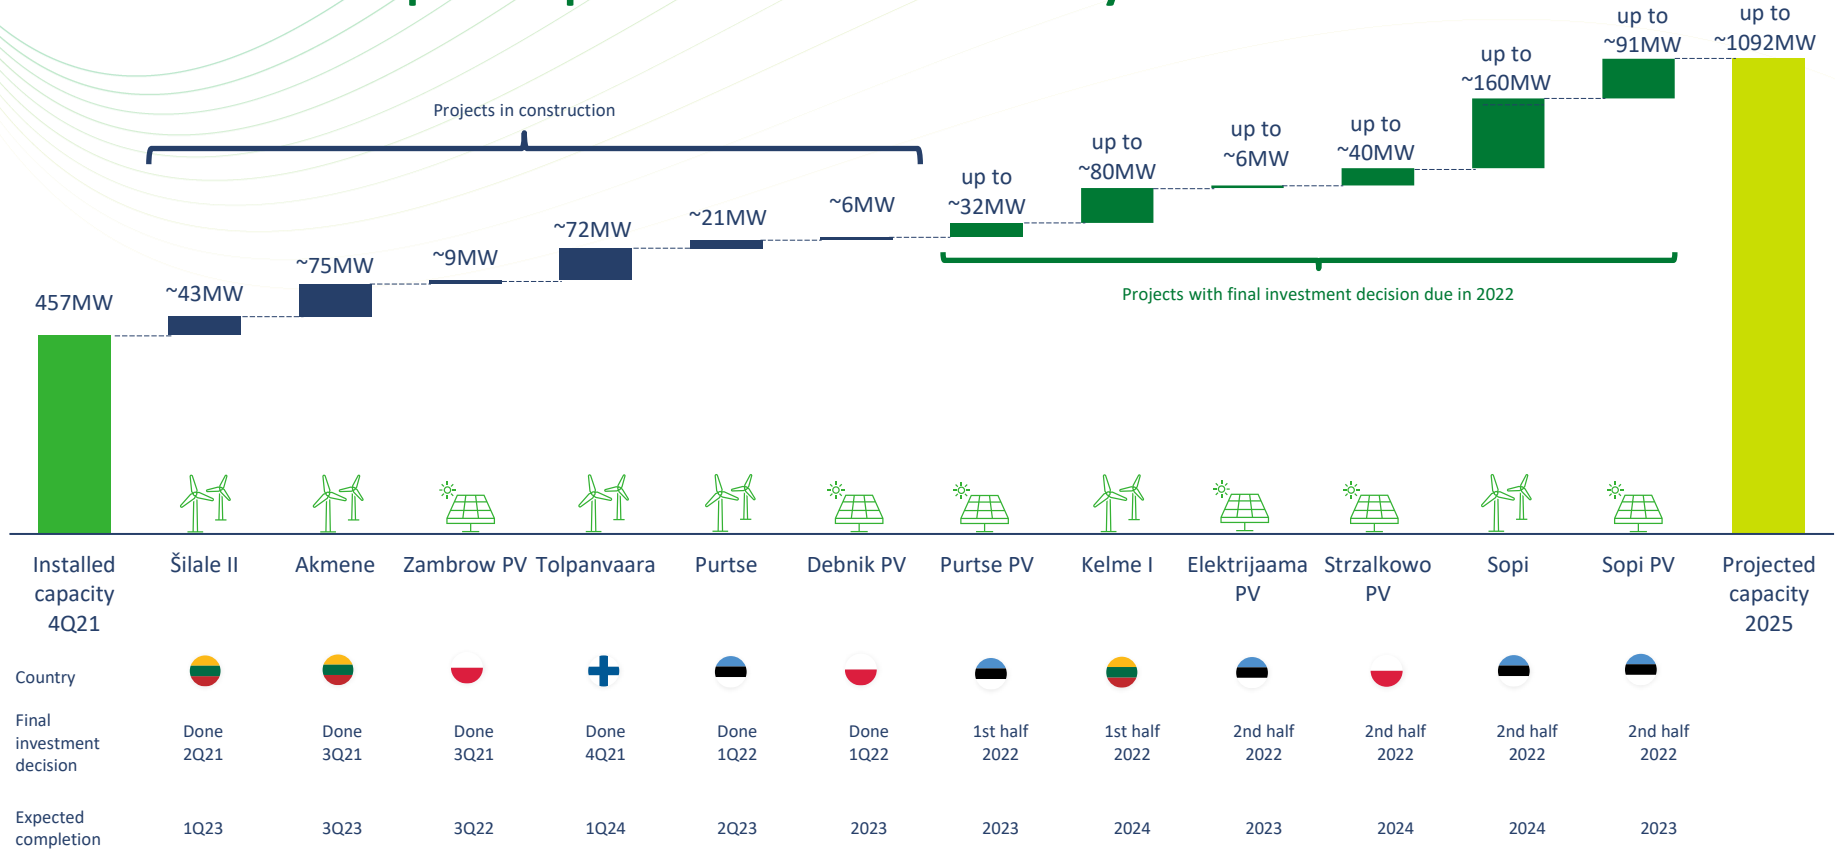 up to
~91MW
up to
~1092MW
up to
~160MW
Projects in construction
up to
~6MW
up to
~40MW
up to
~80MW
up to
~32MW
~6MW
~21MW
~72MW
~9MW
~75MW
~43MW
457MW
Projects with final investment decision due in 2022
Installed
capacity
4Q21
Šilale II
Akmene
Zambrow PV
Tolpanvaara
Purtse
Debnik PV
Purtse PV
Kelme I
Elektrijaama
PV
Strzalkowo
PV
Sopi
Sopi PV
Projected
capacity
2025
Country
Final
investment
decision
Done
2Q21
Done
3Q21
Done
3Q21
Done
4Q21
Done
1Q22
Done
1Q22
1st half
2022
1st half
2022
2nd half
2022
2nd half
2022
2nd half
2022
2nd half
2022
Expected
completion
1Q23
3Q23
3Q22
1Q24
2Q23
2023
2023
2024
2023
2024
2024
2023